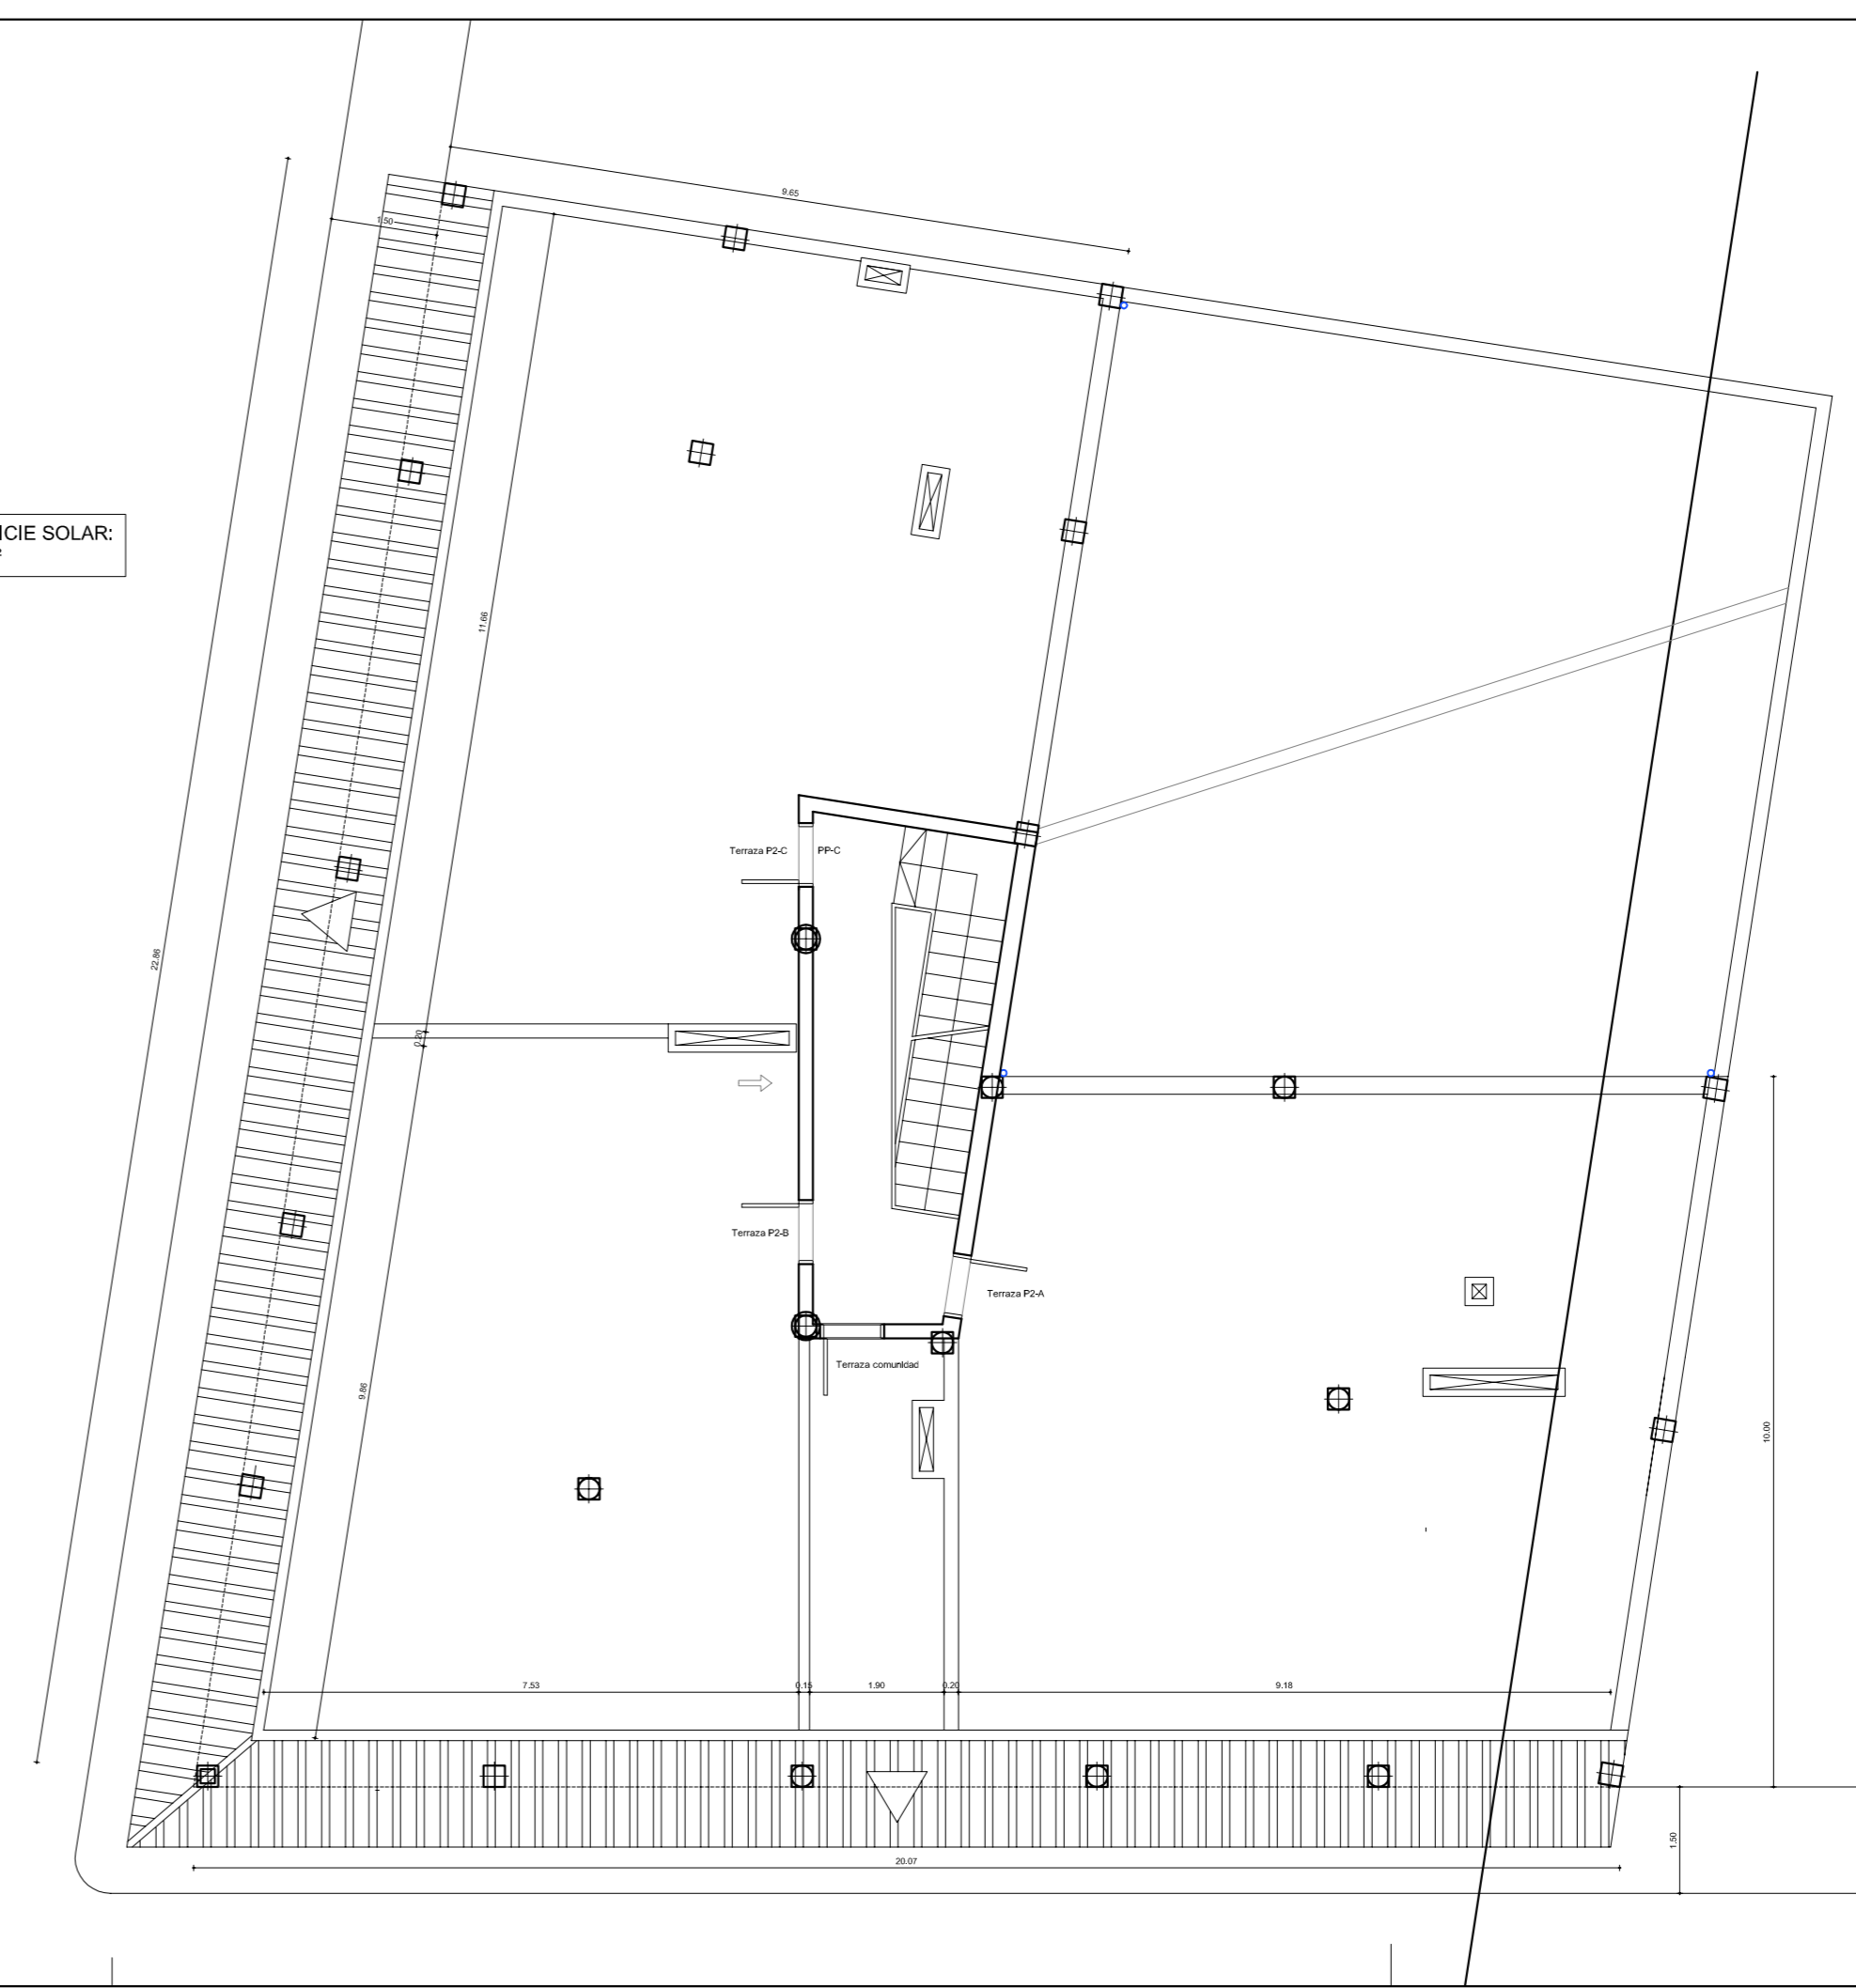 9.65
1.50
ICIE SOLAR:
2
11.66
Terraza P2-C
PP-C
22.86
0.20
Terraza P2-B
Terraza P2-A
Terraza comunidad
9.86
10.00
7.53
0.15
1.90
0.20
9.18
1.50
20.07